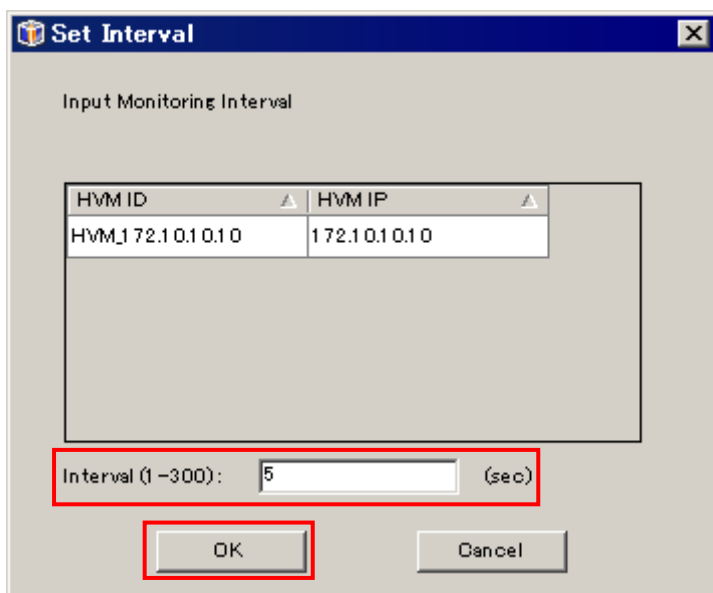 Set Interval
Input Monitoring Interval
HVM ID HVM IP
HVM_172.10.10.10 172.10.10.10
Interval (1-300): 5 (sec)
OK Cancel